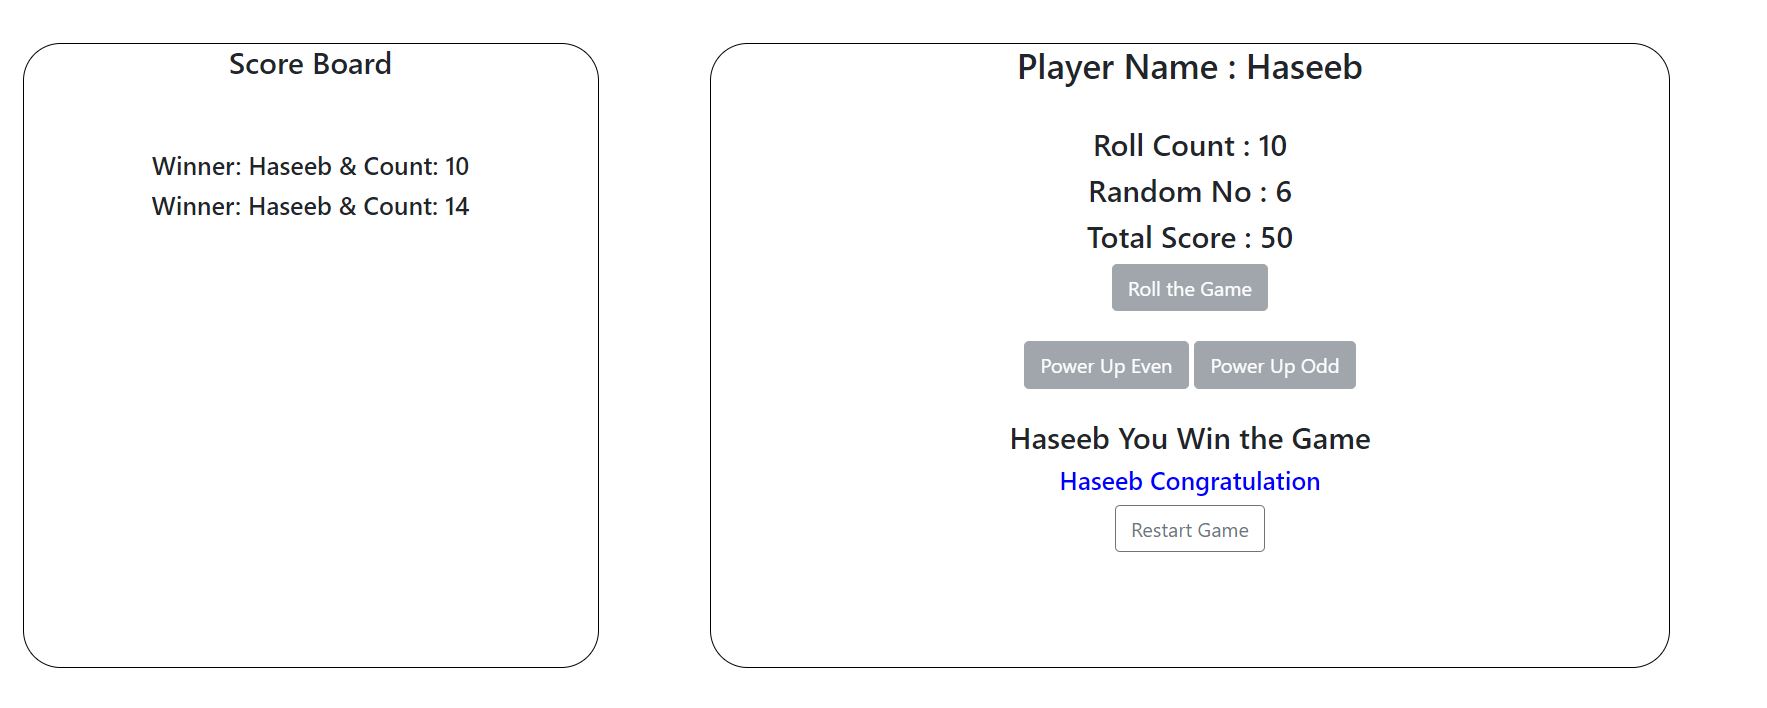 Score Board
Winner: Haseeb & Count: 10
Winner: Haseeb & Count: 14
Player Name : Haseeb
Roll Count : 10
Random No : 6
Total Score : 50
Roll the Game
Power Up Even Power Up Odd
Haseeb You Win the Game
Haseeb Congratulation
Restart Game